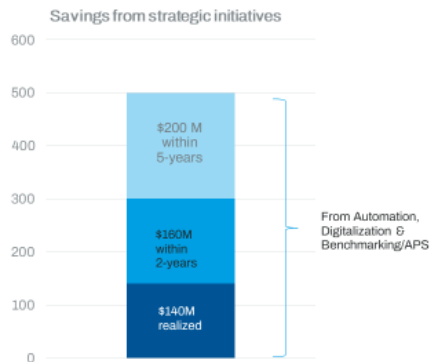 Savings from strategic initiatives
600
500
400
300
200
100
0
$200 M
within
5-years
$160M
within
2-years
$140M
realized
From Automation,
Digitalization &
Benchmarking/APS